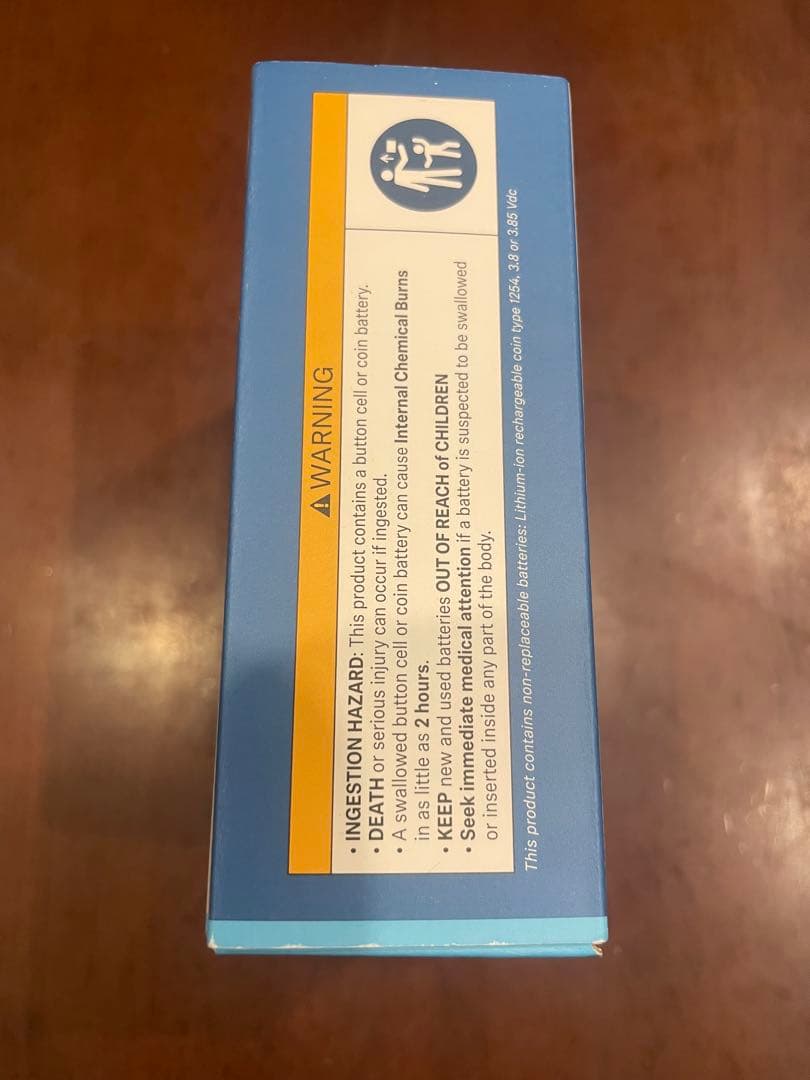 ⚠ WARNING
• INGESTION HAZARD: This product contains a button cell or coin battery.
• DEATH or serious injury can occur if ingested.
• A swallowed button cell or coin battery can cause Internal Chemical Burns
in as little as 2 hours.
• KEEP new and used batteries OUT OF REACH of CHILDREN
• Seek immediate medical attention if a battery is suspected to be swallowed
or inserted inside any part of the body.
This product contains non-replaceable batteries: Lithium-ion rechargeable coin type 1254, 3.8 or 3.85 Vdc